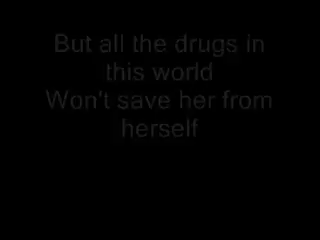 But all the drugs in
this world
Won't save her from
herself